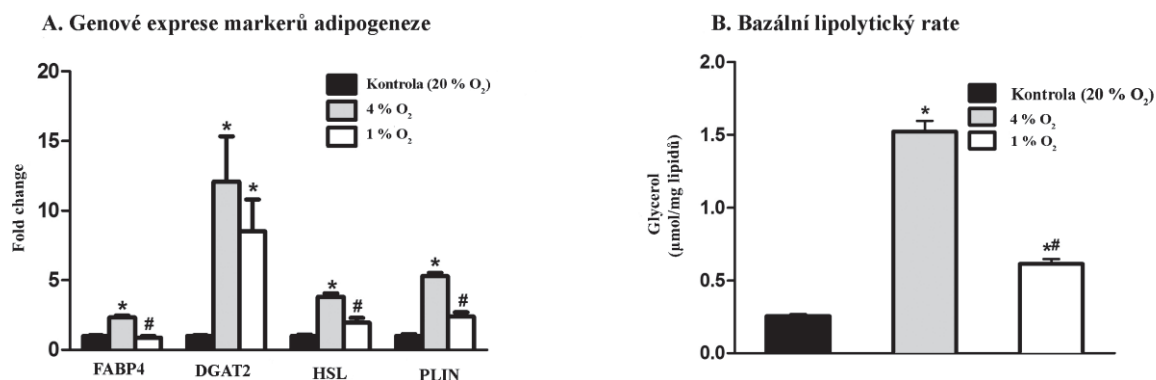 A. Genové exprese markerů adipogeneze
Fold change
20
15
10
5
0
Kontrola (20 % O₂)
4 % O₂
1 % O₂
*
*
*
#
*
#
*
#
FABP4
DGAT2
HSL
PLIN
B. Bazální lipolytický rate
Glycerol
(μmol/mg lipidů)
2.0
1.5
1.0
0.5
0.0
Kontrola (20 % O₂)
4 % O₂
1 % O₂
*
*#